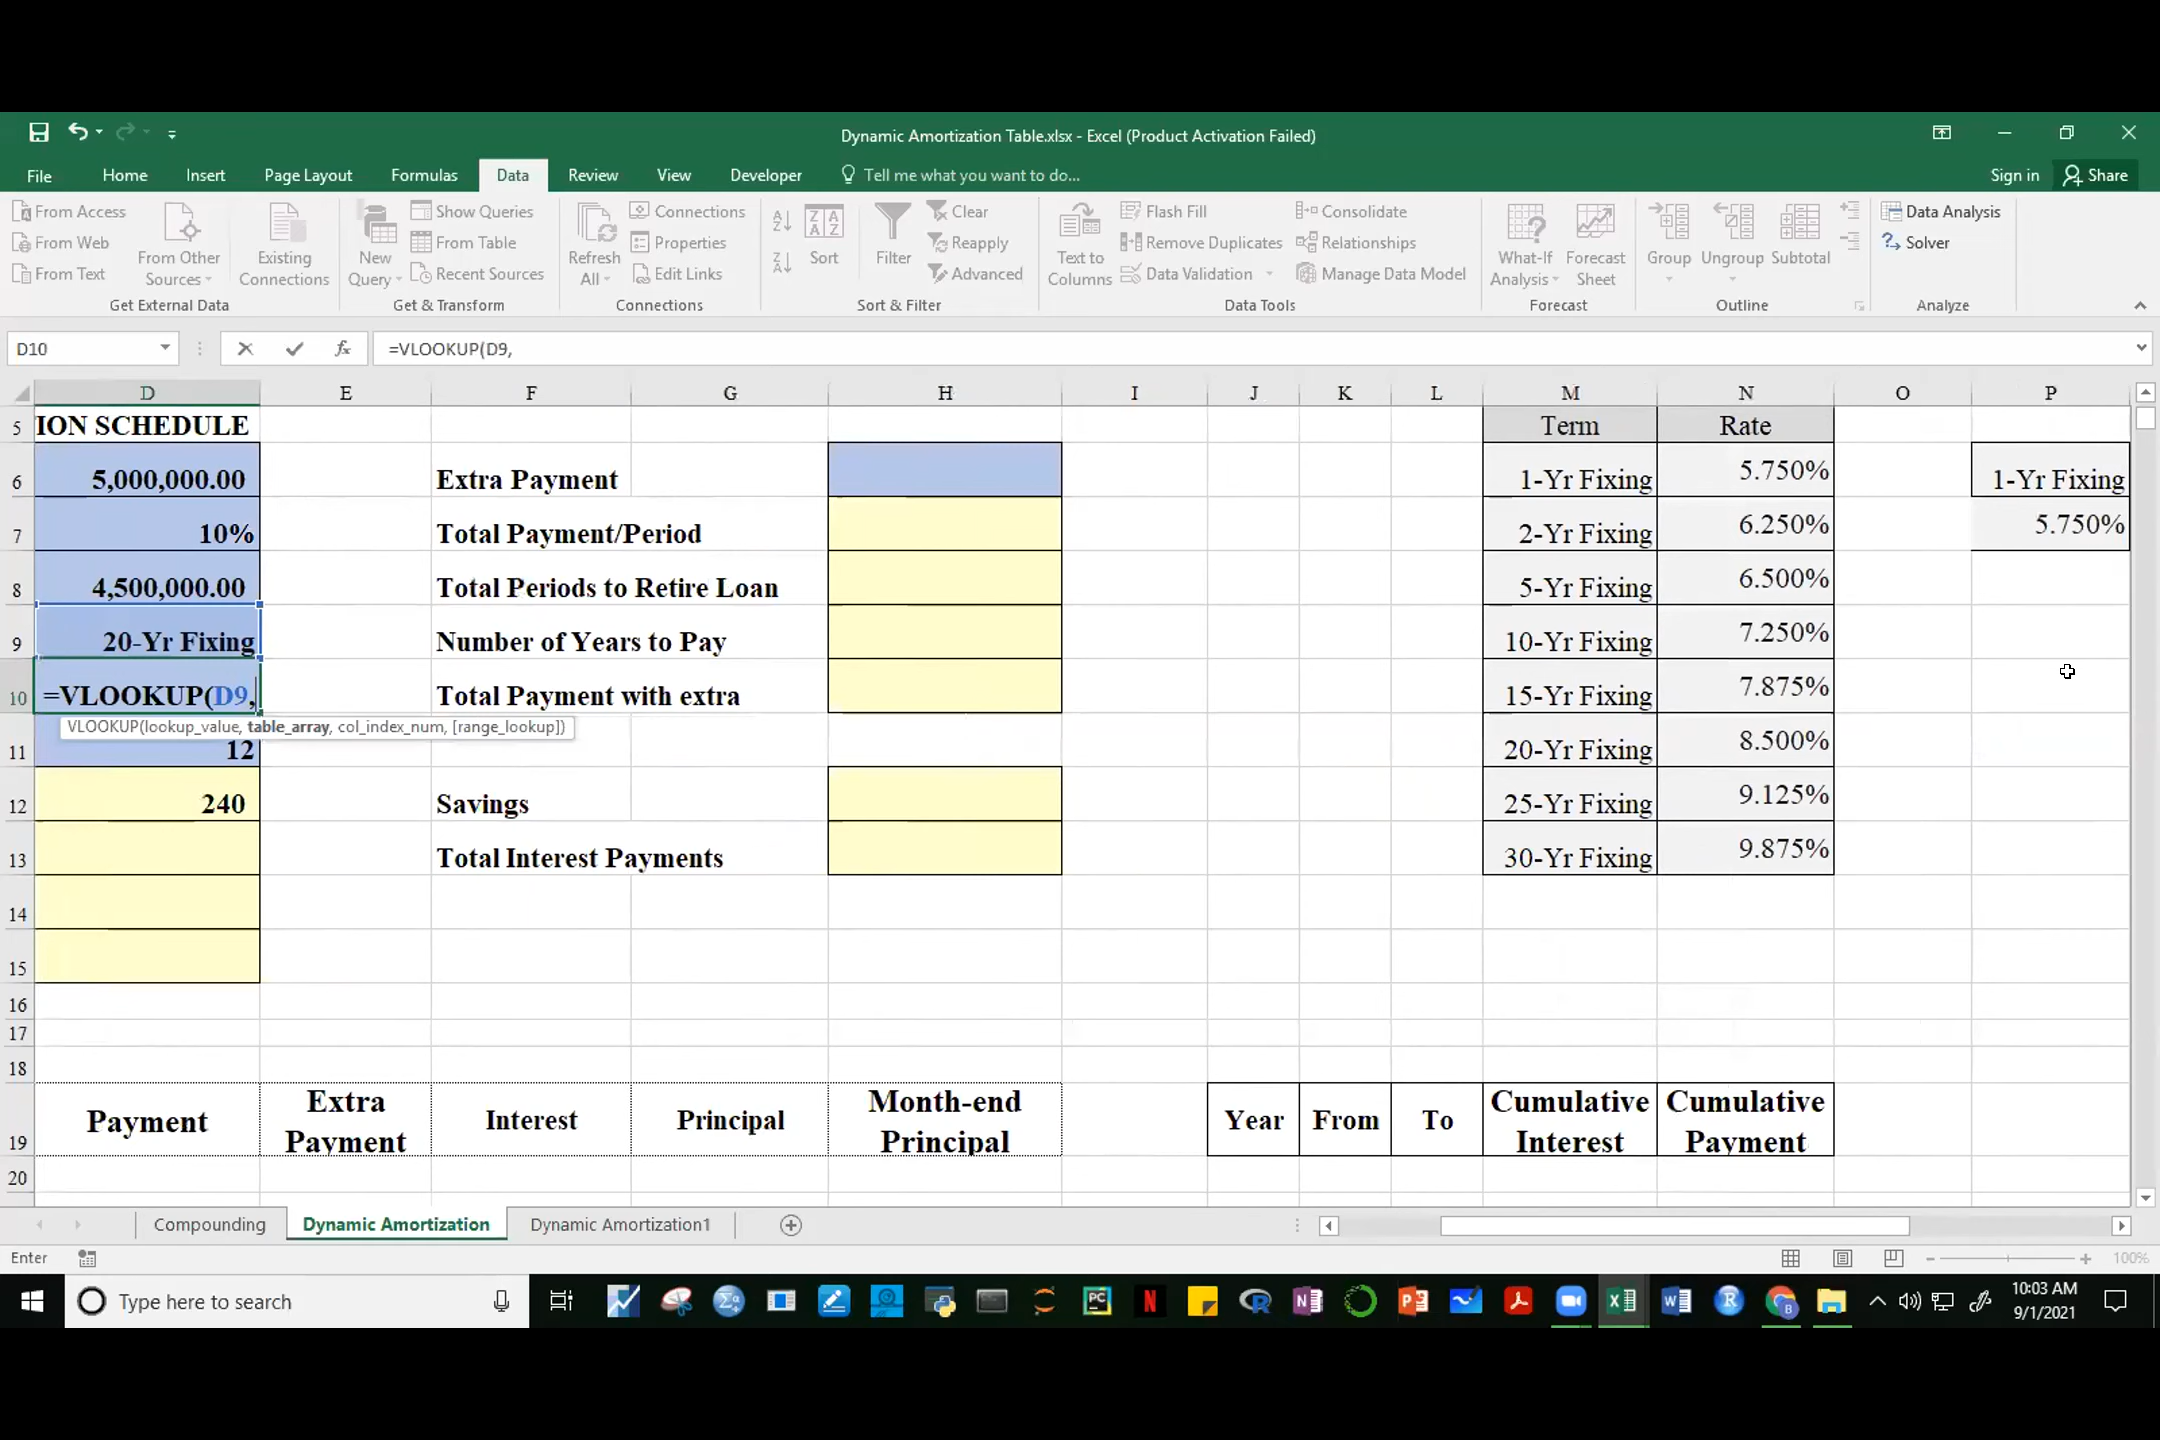 Dynamic Amortization Table.xlsx - Excel (Product Activation Failed)
File Home Insert Page Layout Formulas Data Review View Developer Tell me what you want to do... Sign in Share
From Access
From Web
From Text
From Other Sources
Existing Connections
Get External Data
New Query
Show Queries
From Table
Recent Sources
Get & Transform
Refresh All
Connections
Properties
Edit Links
Connections
Sort
Filter
Clear
Reapply
Advanced
Sort & Filter
Text to Columns
Flash Fill
Remove Duplicates
Data Validation
Consolidate
Relationships
Manage Data Model
Data Tools
What-If Analysis
Forecast Sheet
Forecast
Group
Ungroup
Subtotal
Outline
Data Analysis
Solver
Analyze
D10 fx =VLOOKUP(D9,
D E F G H I J K L M N O P
5 ION SCHEDULE Term Rate
6 5,000,000.00 Extra Payment 1-Yr Fixing 5.750% 1-Yr Fixing
7 10% Total Payment/Period 2-Yr Fixing 6.250% 5.750%
8 4,500,000.00 Total Periods to Retire Loan 5-Yr Fixing 6.500%
9 20-Yr Fixing Number of Years to Pay 10-Yr Fixing 7.250%
10 =VLOOKUP(D9, Total Payment with extra 15-Yr Fixing 7.875%
VLOOKUP(lookup_value, table_array, col_index_num, [range_lookup])
11 12 20-Yr Fixing 8.500%
12 240 Savings 25-Yr Fixing 9.125%
13 Total Interest Payments 30-Yr Fixing 9.875%
14
15
16
17
18
19 Payment Extra Payment Interest Principal Month-end Principal Year From To Cumulative Interest Cumulative Payment
20
Compounding Dynamic Amortization Dynamic Amortization1
Enter 100%
Type here to search
10:03 AM
9/1/2021